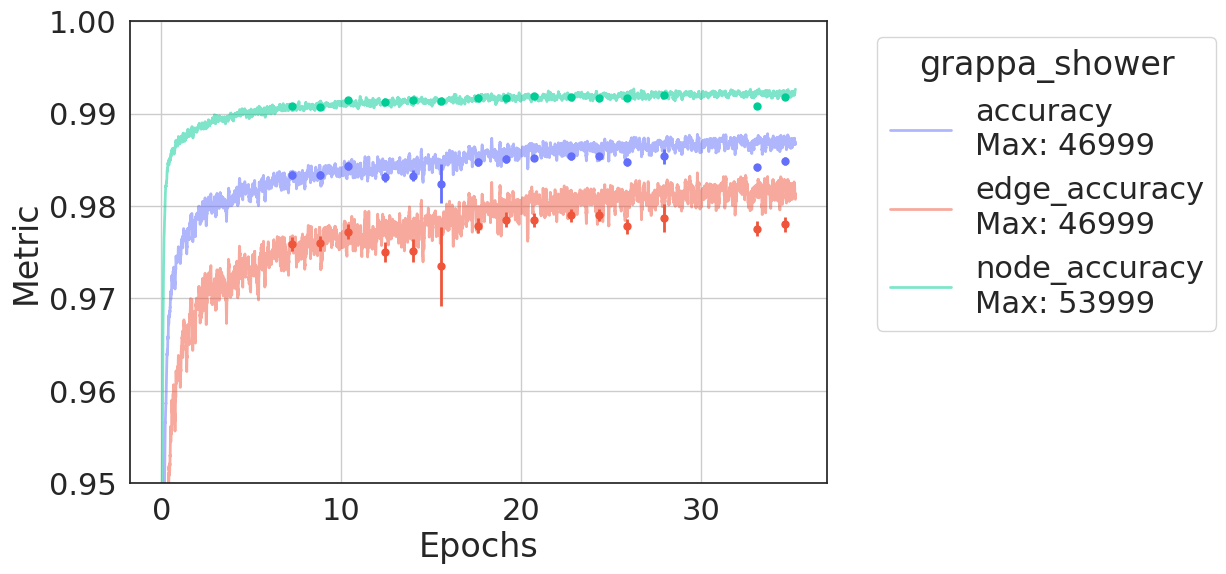 1.00
0.99
0.98
0.97
0.96
0.95
Metric
0
10
20
30
Epochs
grappa_shower
accuracy
Max: 46999
edge_accuracy
Max: 46999
node_accuracy
Max: 53999